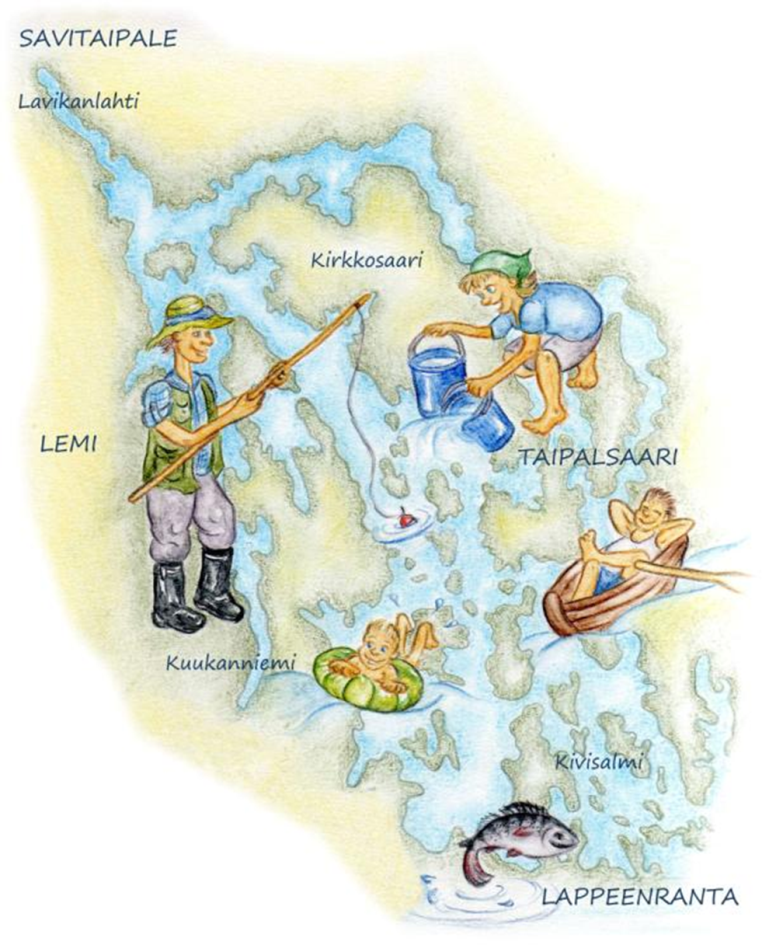 SAVITAIPALE
Lavikanlahti
Kirkkosaari
LEMI
TAIPALSAARI
Kuukanniemi
Kivisalmi
LAPPEENRANTA